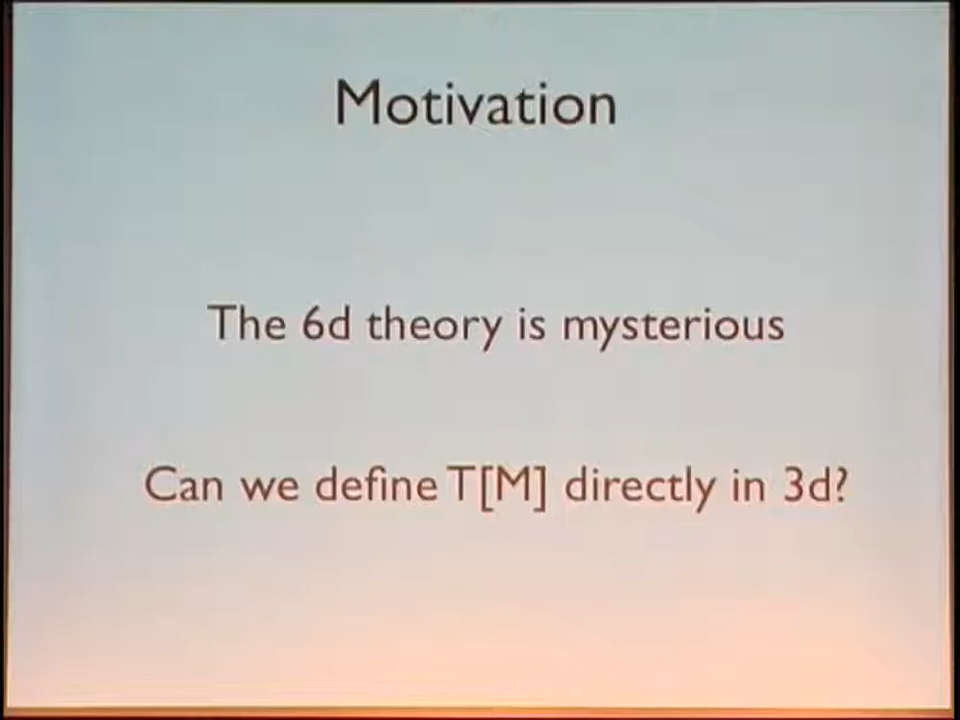 Motivation
The 6d theory is mysterious
Can we define T[M] directly in 3d?